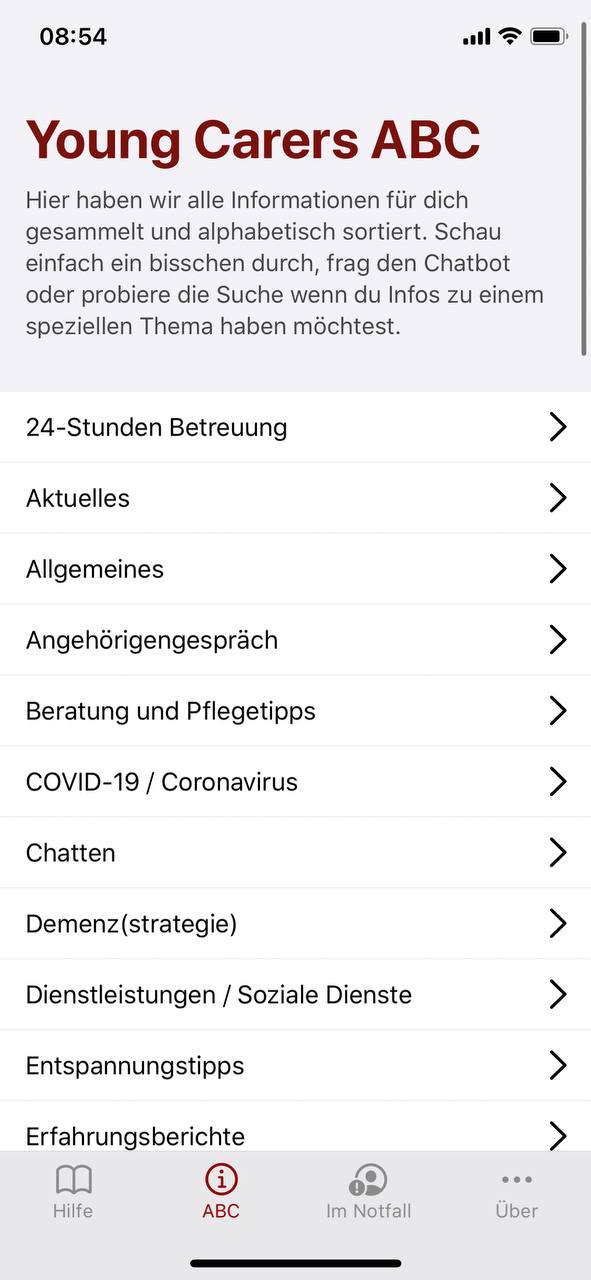 08:54
Young Carers ABC
Hier haben wir alle Informationen für dich
gesammelt und alphabetisch sortiert. Schau
einfach ein bisschen durch, frag den Chatbot
oder probiere die Suche wenn du Infos zu einem
speziellen Thema haben möchtest.
24-Stunden Betreuung
Aktuelles
Allgemeines
Angehörigengespräch
Beratung und Pflegetipps
COVID-19 / Coronavirus
Chatten
Demenz(strategie)
Dienstleistungen / Soziale Dienste
Entspannungstipps
Erfahrungsberichte
Hilfe
ABC
Im Notfall
Über